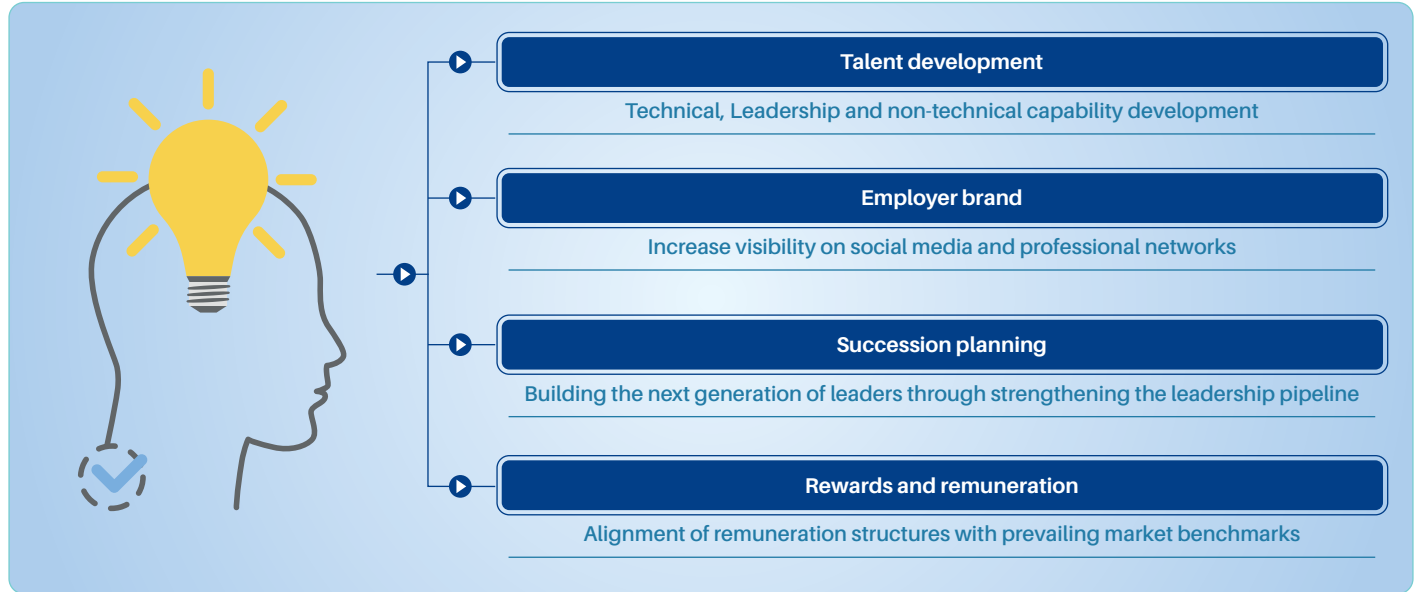 Talent development
Technical, Leadership and non-technical capability development
Employer brand
Increase visibility on social media and professional networks
Succession planning
Building the next generation of leaders through strengthening the leadership pipeline
Rewards and remuneration
Alignment of remuneration structures with prevailing market benchmarks